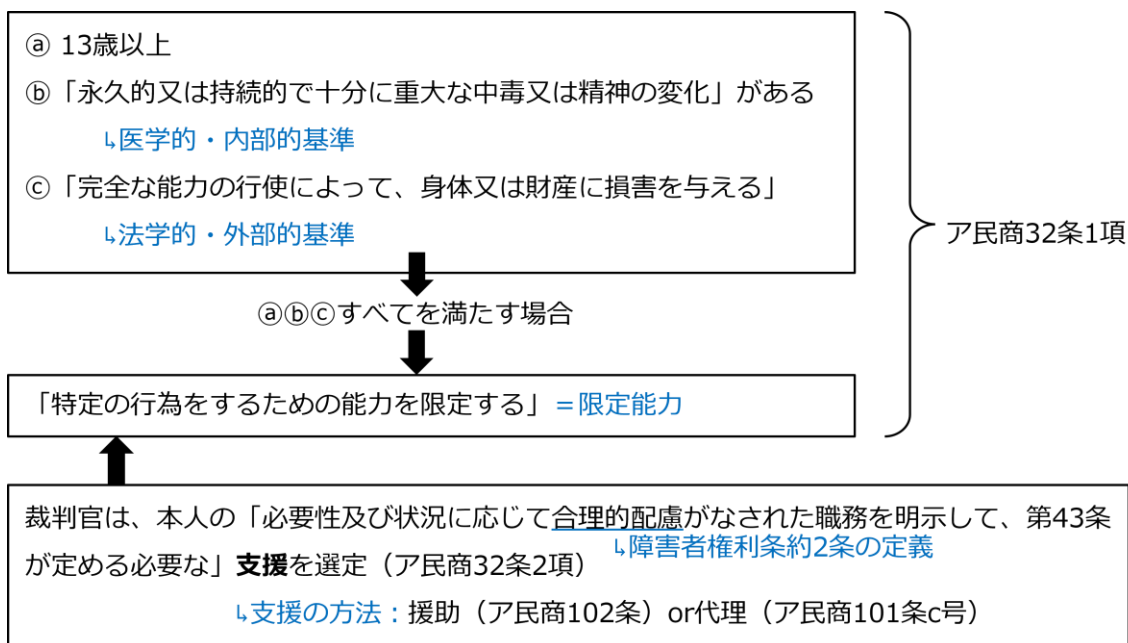 ⓐ 13歳以上
ⓑ「永久的又は持続的で十分に重大な中毒又は精神の変化」がある
↳医学的・内部的基準
ⓒ「完全な能力の行使によって、身体又は財産に損害を与える」
↳法学的・外部的基準
ア民商32条1項
ⓐⓑⓒすべてを満たす場合
「特定の行為をするための能力を限定する」＝限定能力
裁判官は、本人の「必要性及び状況に応じて合理的配慮がなされた職務を明示して、第43条
↳障害者権利条約2条の定義
が定める必要な」支援を選定（ア民商32条2項）
↳支援の方法：援助（ア民商102条）or代理（ア民商101条c号）